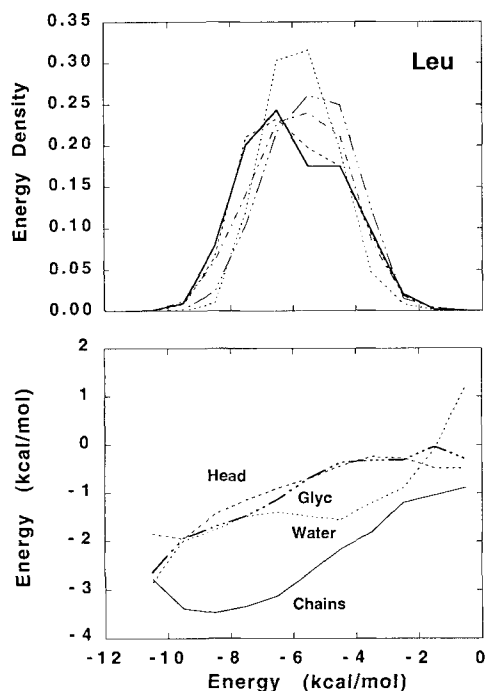 Leu
Energy Density
0.35
0.30
0.25
0.20
0.15
0.10
0.05
0.00
Energy (kcal/mol)
2
1
0
-1
-2
-3
-4
Head
Glyc
Water
Chains
-12 -10 -8 -6 -4 -2 0
Energy (kcal/mol)